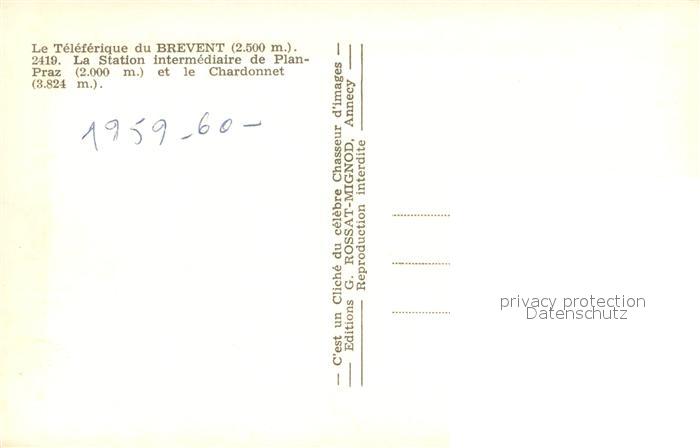 Le Téléférique du BREVENT (2.500 m.).
2419. La Station intermédiaire de Plan-
Praz (2.000 m.) et le Chardonnet
(3.824 m.).
1959-60-
— C'est un Cliché du célèbre Chasseur d'images —
— Editions G. ROSSAT-MIGNOD, Annecy —
Reproduction interdite
privacy protection
Datenschutz